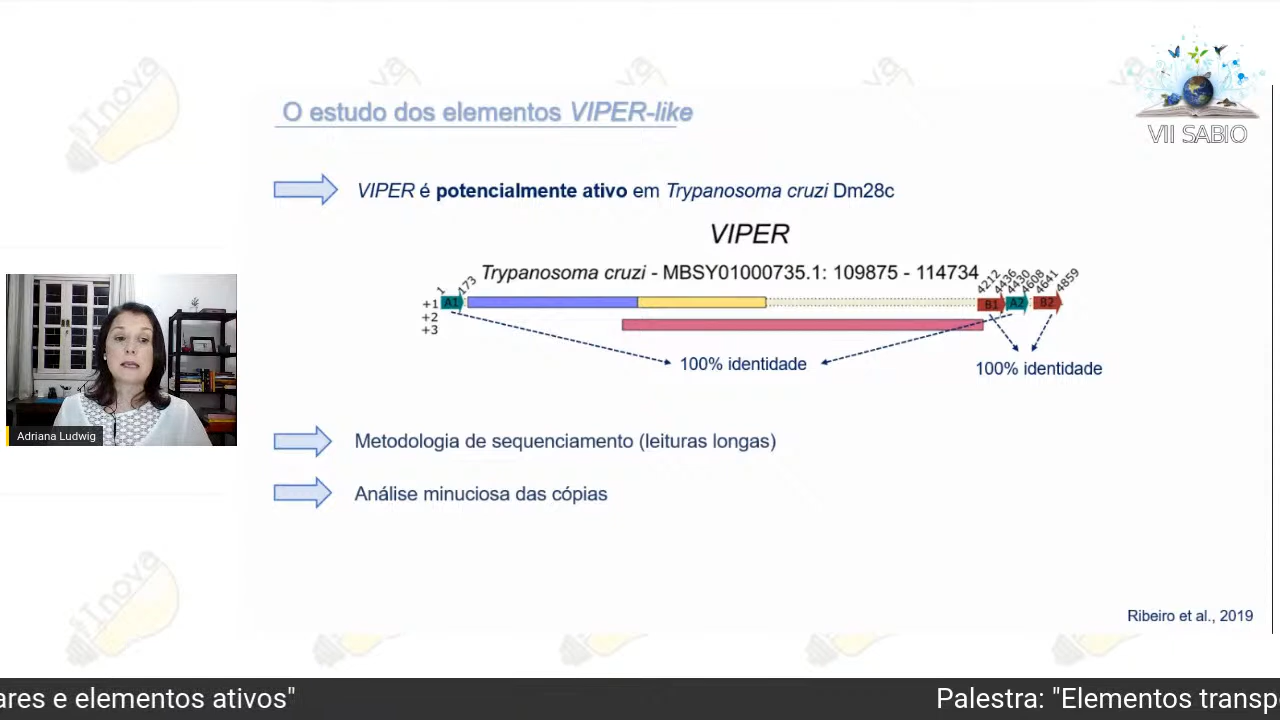 VII SABIO
O estudo dos elementos VIPER-like
VIPER é potencialmente ativo em Trypanosoma cruzi Dm28c
VIPER
Trypanosoma cruzi - MBSY01000735.1: 109875 - 114734
1 173 4212 4436 4430 4608 4641 4859
+1 A1 B1 A2 B2
+2
+3
100% identidade
100% identidade
Metodologia de sequenciamento (leituras longas)
Análise minuciosa das cópias
Adriana Ludwig
Ribeiro et al., 2019
ares e elementos ativos" Palestra: "Elementos transp